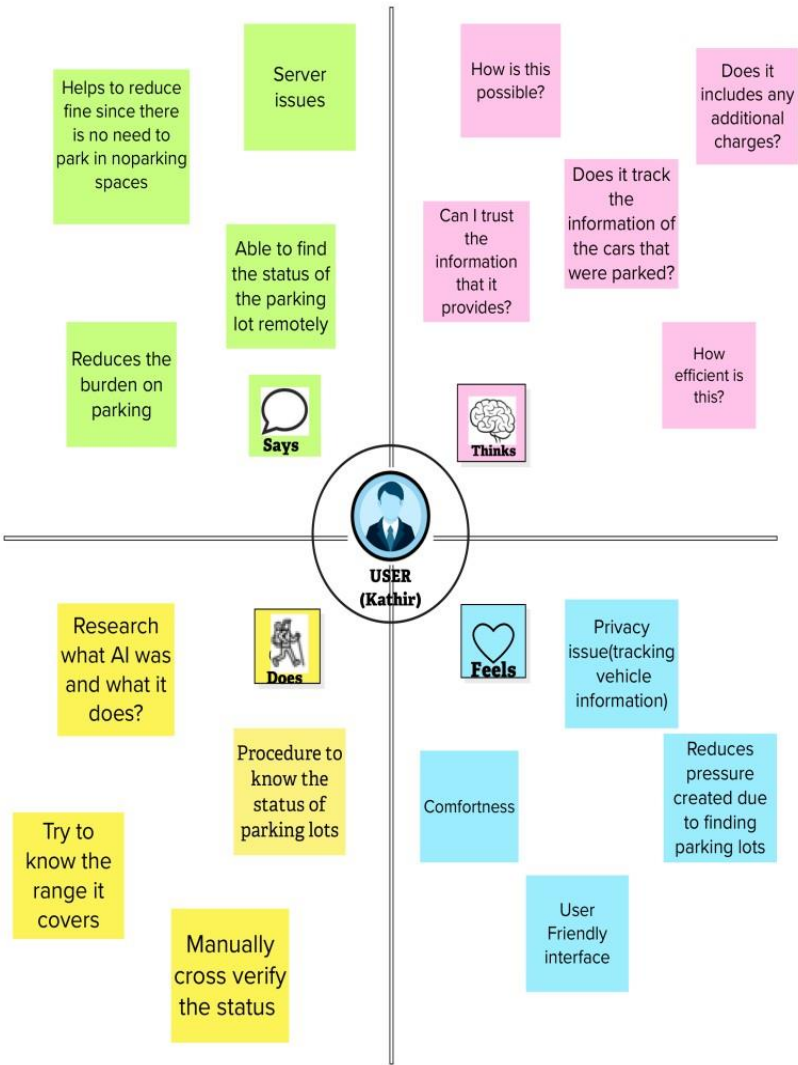 Helps to reduce
fine since there
is no need to
park in noparking
spaces
Server
issues
Able to find
the status of
the parking
lot remotely
Reduces the
burden on
parking
Says
How is this
possible?
Does it
includes any
additional
charges?
Does it track
the
information of
the cars that
were parked?
Can I trust
the
information
that it
provides?
How
efficient is
this?
Thinks
USER
(Kathir)
Research
what AI was
and what it
does?
Does
Procedure to
know the
status of
parking lots
Try to
know the
range it
covers
Manually
cross verify
the status
Feels
Privacy
issue(tracking
vehicle
information)
Comfortness
Reduces
pressure
created due
to finding
parking lots
User
Friendly
interface